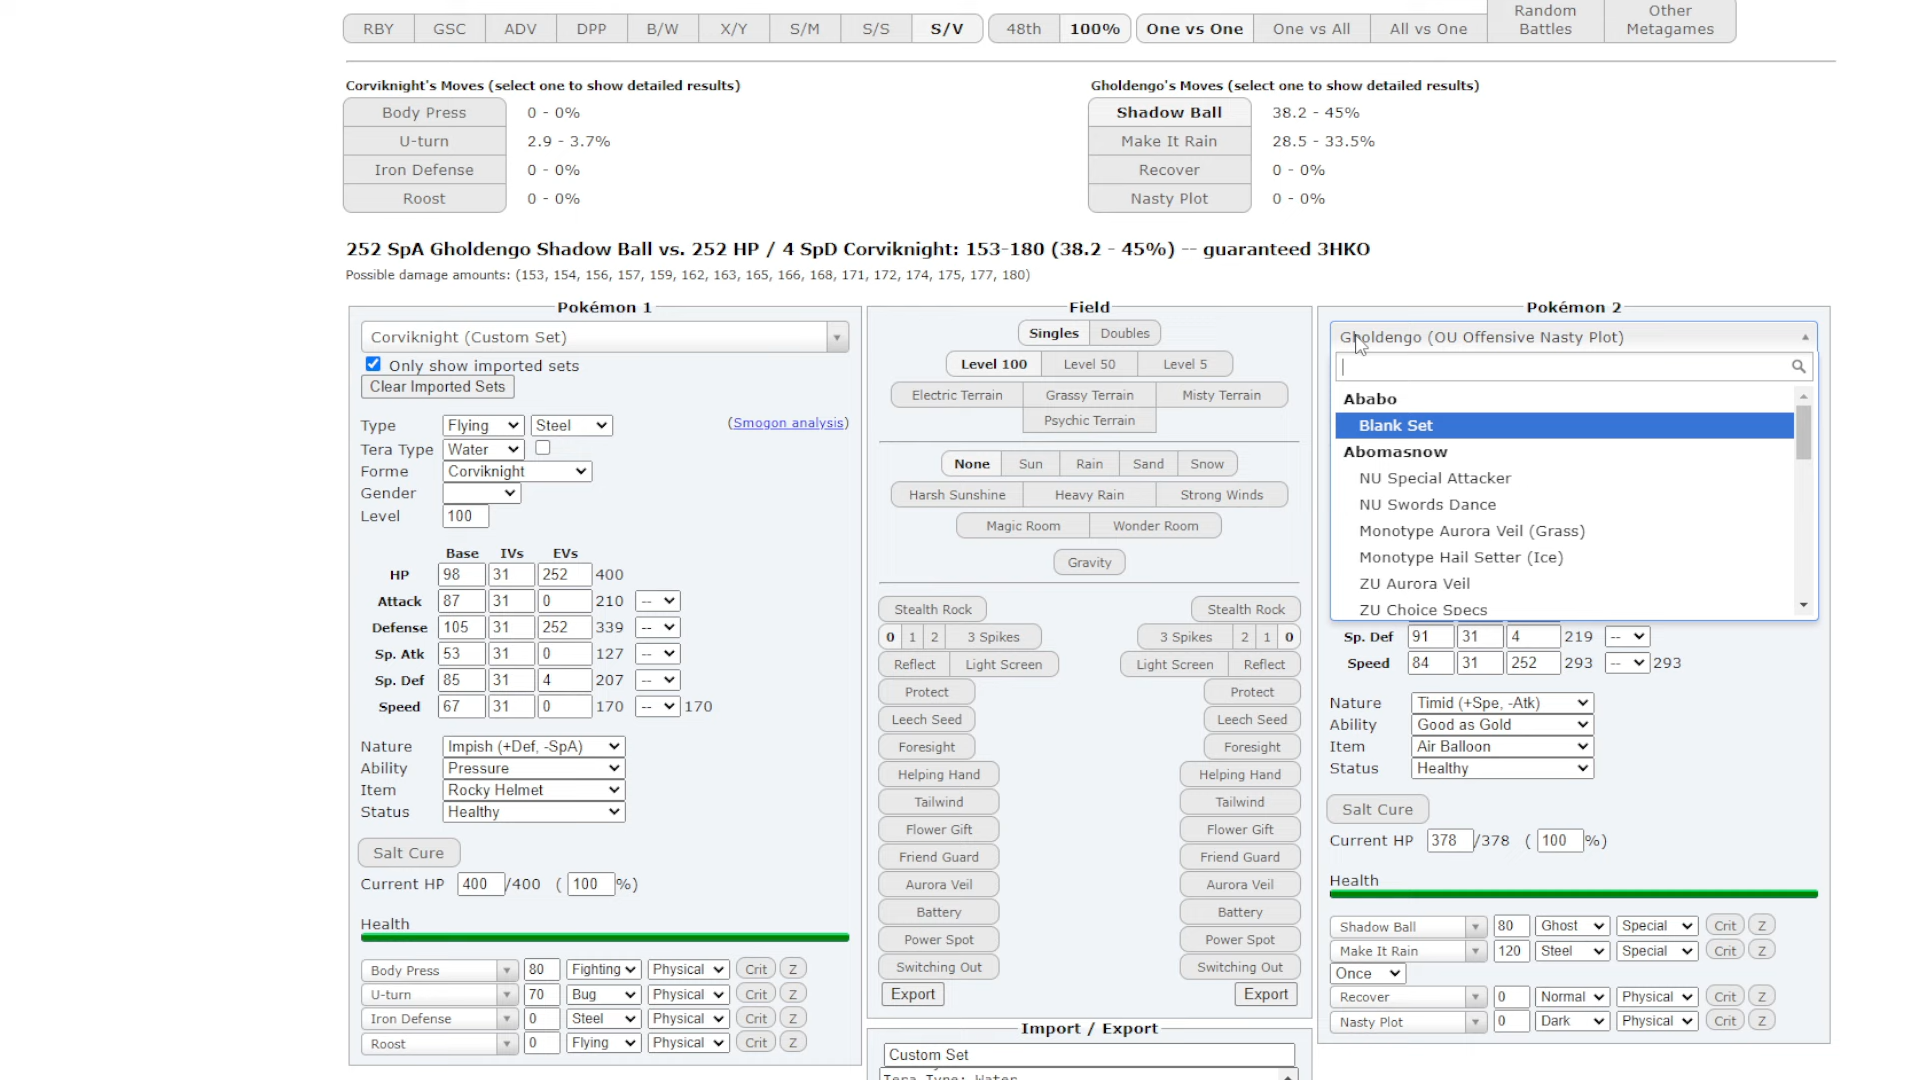 RBY GSC ADV DPP B/W X/Y S/M S/S S/V 48th 100% One vs One One vs All All vs One Random Battles Other Metagames
Corviknight's Moves (select one to show detailed results)
Body Press 0 - 0%
U-turn 2.9 - 3.7%
Iron Defense 0 - 0%
Roost 0 - 0%
Gholdengo's Moves (select one to show detailed results)
Shadow Ball 38.2 - 45%
Make It Rain 28.5 - 33.5%
Recover 0 - 0%
Nasty Plot 0 - 0%
252 SpA Gholdengo Shadow Ball vs. 252 HP / 4 SpD Corviknight: 153-180 (38.2 - 45%) -- guaranteed 3HKO
Possible damage amounts: (153, 154, 156, 157, 159, 162, 163, 165, 166, 168, 171, 172, 174, 175, 177, 180)
Pokémon 1
Corviknight (Custom Set)
Only show imported sets
Clear Imported Sets
Type Flying Steel (Smogon analysis)
Tera Type Water
Forme Corviknight
Gender
Level 100
Base IVs EVs
HP 98 31 252 400
Attack 87 31 0 210 --
Defense 105 31 252 339 --
Sp. Atk 53 31 0 127 --
Sp. Def 85 31 4 207 --
Speed 67 31 0 170 -- 170
Nature Impish (+Def, -SpA)
Ability Pressure
Item Rocky Helmet
Status Healthy
Salt Cure
Current HP 400 /400 ( 100 %)
Health
Body Press 80 Fighting Physical Crit Z
U-turn 70 Bug Physical Crit Z
Iron Defense 0 Steel Physical Crit Z
Roost 0 Flying Physical Crit Z
Field
Singles Doubles
Level 100 Level 50 Level 5
Electric Terrain Grassy Terrain Misty Terrain
Psychic Terrain
None Sun Rain Sand Snow
Harsh Sunshine Heavy Rain Strong Winds
Magic Room Wonder Room
Gravity
Stealth Rock Stealth Rock
0 1 2 3 Spikes 3 Spikes 2 1 0
Reflect Light Screen Light Screen Reflect
Protect Protect
Leech Seed Leech Seed
Foresight Foresight
Helping Hand Helping Hand
Tailwind Tailwind
Flower Gift Flower Gift
Friend Guard Friend Guard
Aurora Veil Aurora Veil
Battery Battery
Power Spot Power Spot
Switching Out Switching Out
Export Export
Import / Export
Custom Set
Tera Type: Water
Pokémon 2
Gholdengo (OU Offensive Nasty Plot)
Ababo
Blank Set
Abomasnow
NU Special Attacker
NU Swords Dance
Monotype Aurora Veil (Grass)
Monotype Hail Setter (Ice)
ZU Aurora Veil
ZU Choice Specs
Sp. Def 91 31 4 219 --
Speed 84 31 252 293 -- 293
Nature Timid (+Spe, -Atk)
Ability Good as Gold
Item Air Balloon
Status Healthy
Salt Cure
Current HP 378 /378 ( 100 %)
Health
Shadow Ball 80 Ghost Special Crit Z
Make It Rain 120 Steel Special Crit Z
Once
Recover 0 Normal Physical Crit Z
Nasty Plot 0 Dark Physical Crit Z